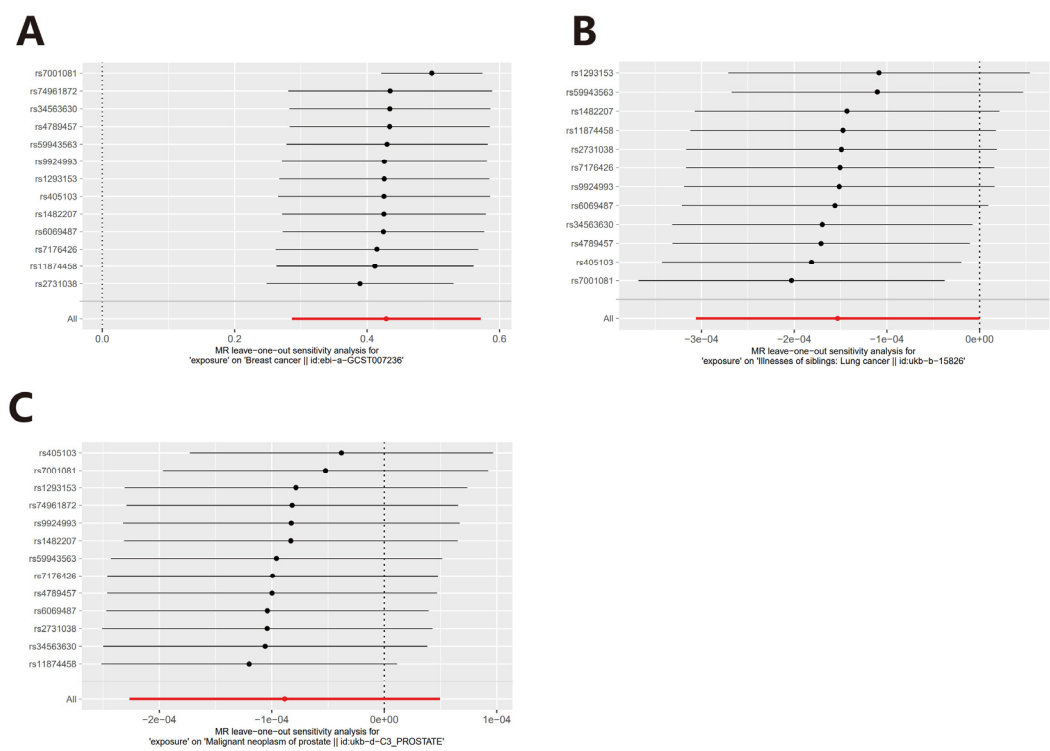 A
rs7001081
rs74961872
rs34563630
rs4789457
rs59943563
rs9924993
rs1293153
rs405103
rs1482207
rs6069487
rs7176426
rs11874458
rs2731038
All
0.0 0.2 0.4 0.6
MR leave-one-out sensitivity analysis for
'exposure' on 'Breast cancer || id:ebi-a-GCST007236'
B
rs1293153
rs59943563
rs1482207
rs11874458
rs2731038
rs7176426
rs9924993
rs6069487
rs34563630
rs4789457
rs405103
rs7001081
All
−3e−04 −2e−04 −1e−04 0e+00
MR leave-one-out sensitivity analysis for
'exposure' on 'Illnesses of siblings: Lung cancer || id:ukb-b-15826'
C
rs405103
rs7001081
rs1293153
rs74961872
rs9924993
rs1482207
rs59943563
rs7176426
rs4789457
rs6069487
rs2731038
rs34563630
rs11874458
All
−2e−04 −1e−04 0e+00 1e−04
MR leave-one-out sensitivity analysis for
'exposure' on 'Malignant neoplasm of prostate || id:ukb-d-C3_PROSTATE'